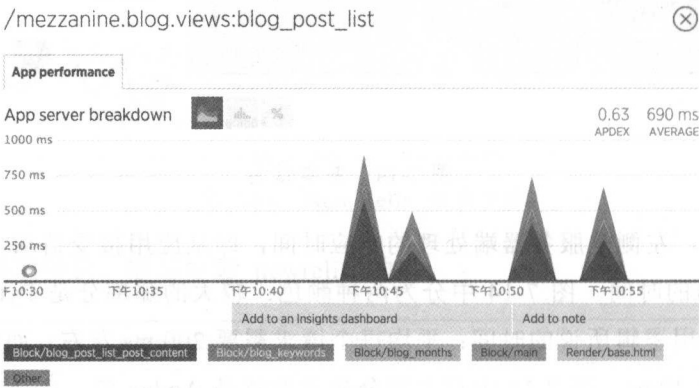 /mezzanine.blog.views:blog_post_list
App performance
App server breakdown %
0.63 690 ms
APDEX AVERAGE
1000 ms
750 ms
500 ms
250 ms
午10:30 下午10:35 下午10:40 下午10:45 下午10:50 下午10:55
Add to an Insights dashboard Add to note
Block/blog_post_list_post_content Block/blog_keywords Block/blog_months Block/main Render/base.html
Other